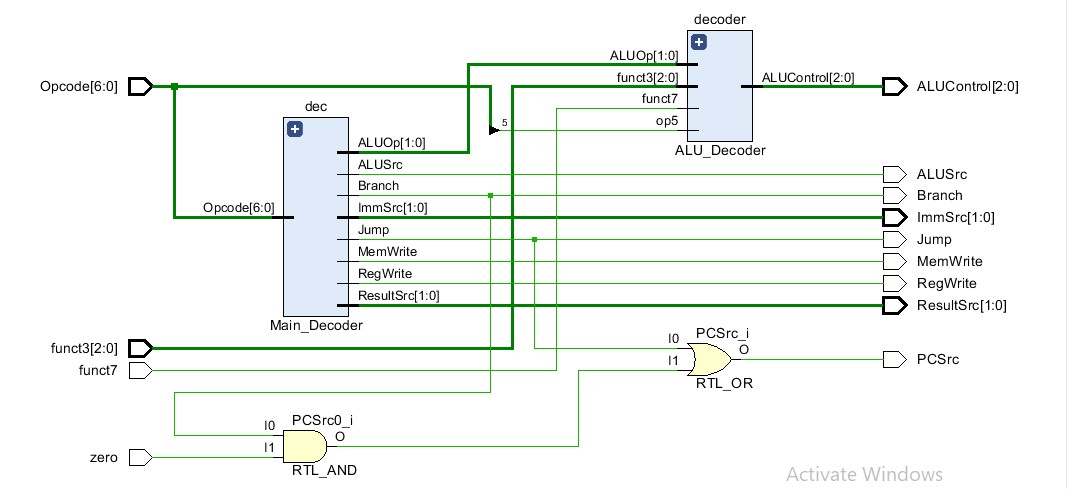 decoder
ALUOp[1:0]
funct3[2:0]
funct7
op5
ALUControl[2:0]
ALUControl[2:0]
ALU_Decoder
Opcode[6:0]
5
dec
Opcode[6:0]
ALUOp[1:0]
ALUSrc
Branch
ImmSrc[1:0]
Jump
MemWrite
RegWrite
ResultSrc[1:0]
Main_Decoder
ALUSrc
Branch
ImmSrc[1:0]
Jump
MemWrite
RegWrite
ResultSrc[1:0]
funct3[2:0]
funct7
PCSrc_i
I0
I1
O
RTL_OR
PCSrc
PCSrc0_i
I0
I1
O
RTL_AND
zero
Activate Windows